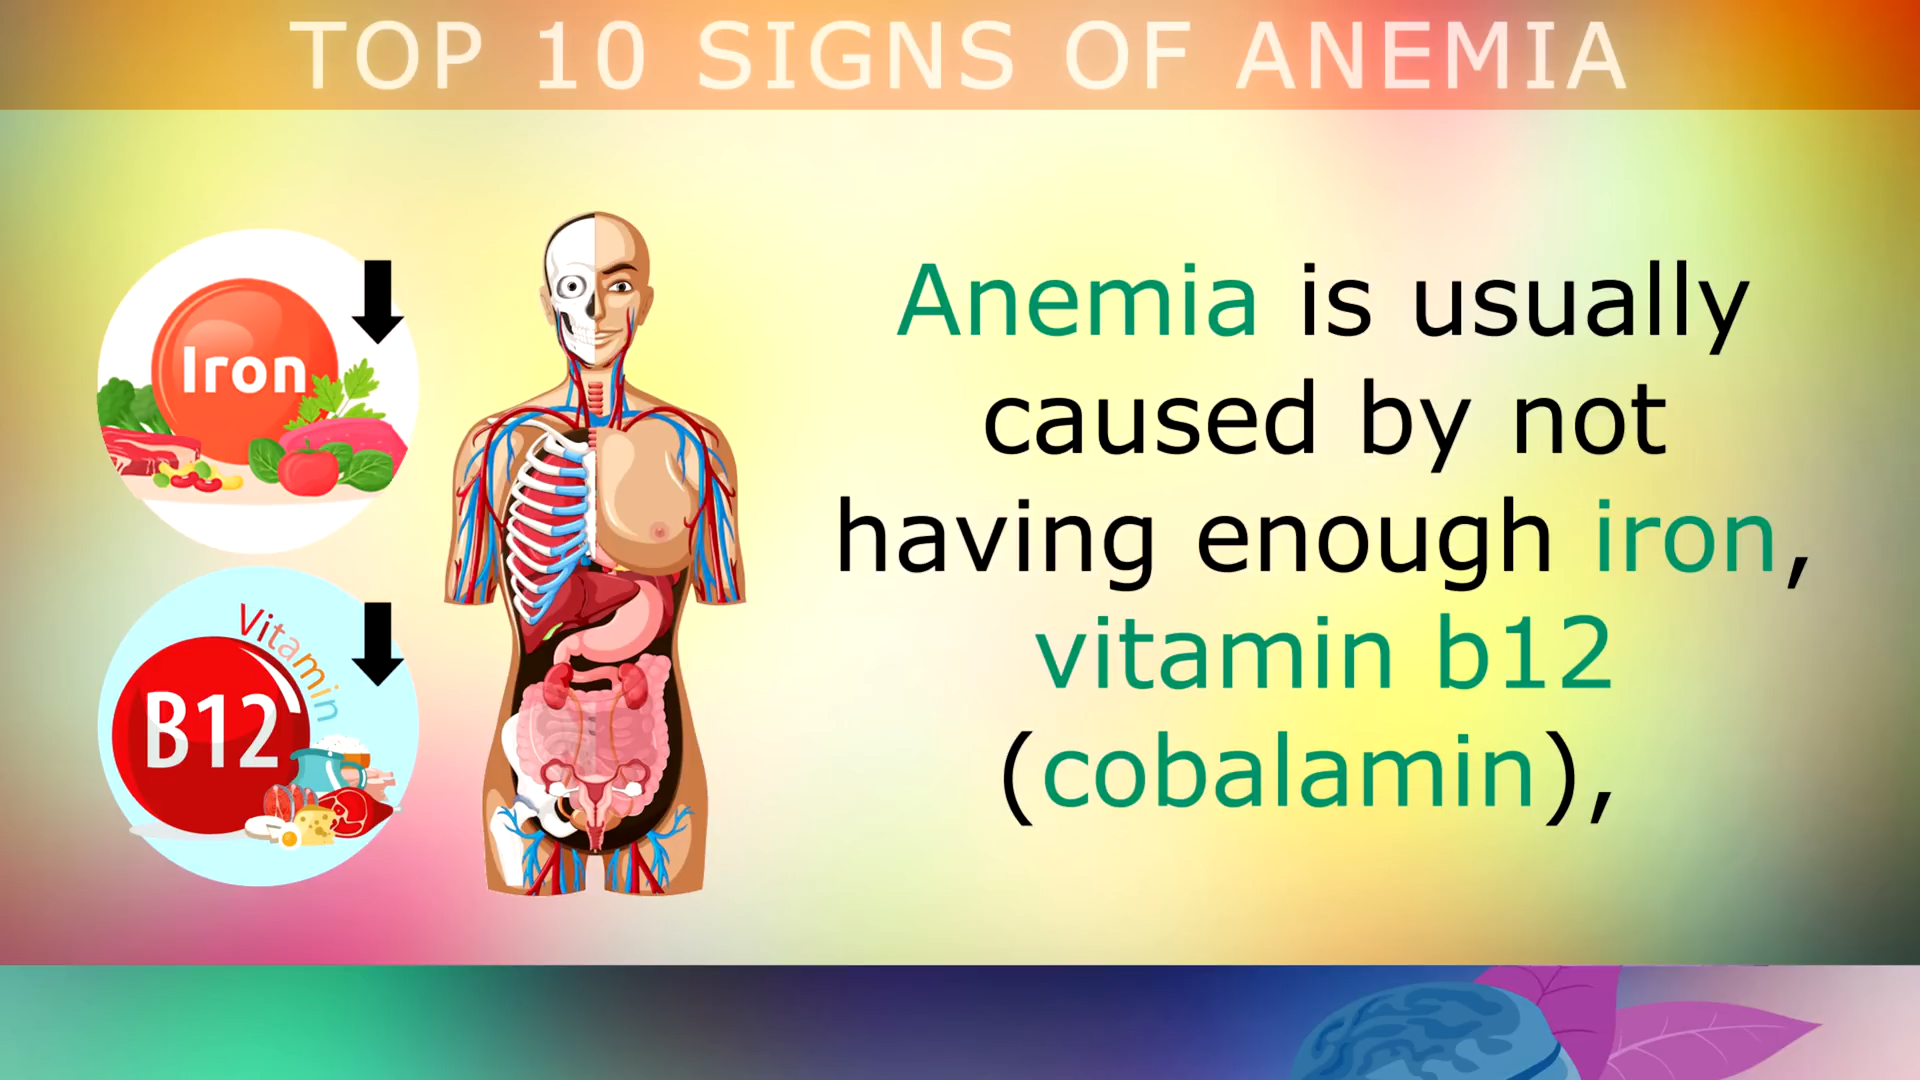 TOP 10 SIGNS OF ANEMIA
Iron
Vitamin
B12
Anemia is usually
caused by not
having enough iron,
vitamin b12
(cobalamin),